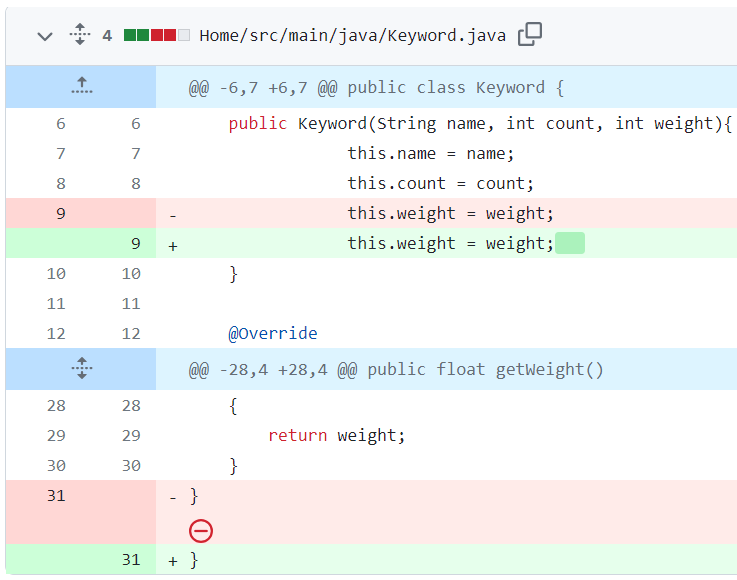 4 Home/src/main/java/Keyword.java
@@ -6,7 +6,7 @@ public class Keyword {
6 6 public Keyword(String name, int count, int weight){
7 7 this.name = name;
8 8 this.count = count;
9 - this.weight = weight;
9 + this.weight = weight;
10 10 }
11 11
12 12 @Override
@@ -28,4 +28,4 @@ public float getWeight()
28 28 {
29 29 return weight;
30 30 }
31 - }
31 + }